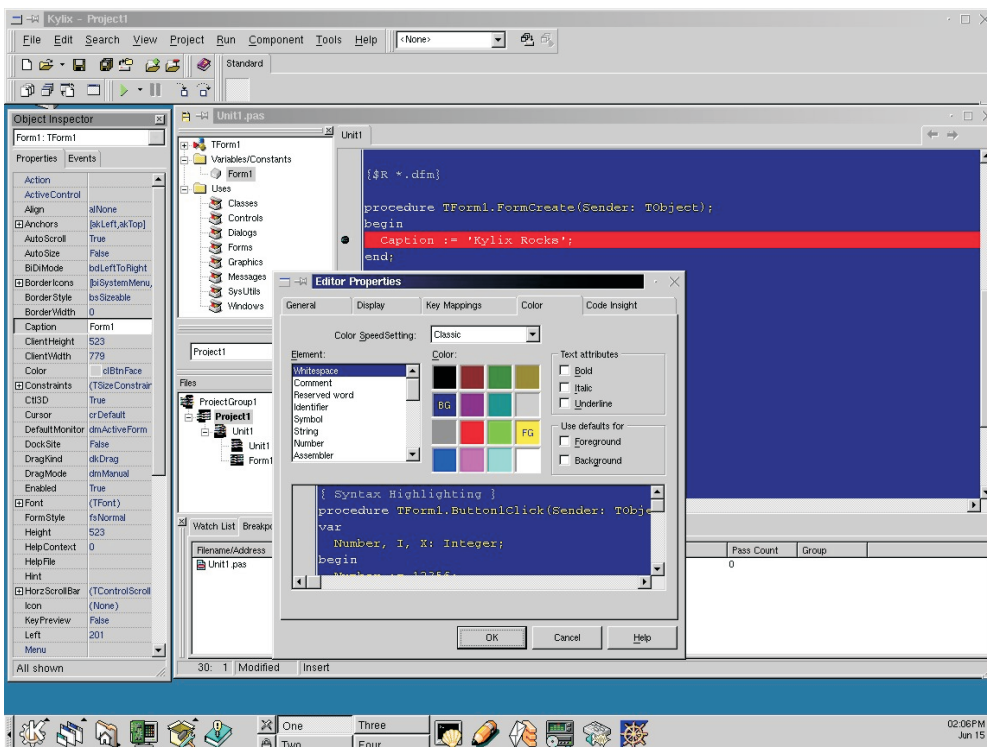 Kylix - Project1
File Edit Search View Project Run Component Tools Help <None>
Standard
Object Inspector
Form1: TForm1
Properties Events
Action
ActiveControl
Align alNone
Anchors [akLeft,akTop]
AutoScroll True
AutoSize False
BiDiMode bdLeftToRight
BorderIcons [biSystemMenu,
BorderStyle bsSizeable
BorderWidth 0
Caption Form1
ClientHeight 523
ClientWidth 779
Color clBtnFace
Constraints (TSizeConstrair
Ctl3D True
Cursor crDefault
DefaultMonitor dmActiveForm
DockSite False
DragKind dkDrag
DragMode dmManual
Enabled True
Font (TFont)
FormStyle fsNormal
Height 523
HelpContext 0
HelpFile
Hint
HorzScrollBar (TControlScroll
Icon (None)
KeyPreview False
Left 201
Menu
All shown
Unit1.pas
TForm1
Variables/Constants
Form1
Uses
Classes
Controls
Dialogs
Forms
Graphics
Messages
SysUtils
Windows
Project1
Files
ProjectGroup1
Project1
Unit1
Unit1
Form1
Unit1
{$R *.dfm}
procedure TForm1.FormCreate(Sender: TObject);
begin
Caption := 'Kylix Rocks';
end;
Editor Properties
General Display Key Mappings Color Code Insight
Color SpeedSetting: Classic
Element:
Whitespace
Comment
Reserved word
Identifier
Symbol
String
Number
Assembler
Color:
BG
FG
Text attributes
Bold
Italic
Underline
Use defaults for
Foreground
Background
{ Syntax Highlighting }
procedure TForm1.Button1Click(Sender: TObje
var
Number, I, X: Integer;
begin
OK Cancel Help
Watch List Breakpo
Filename/Address Pass Count Group
Unit1.pas 0
30: 1 Modified Insert
One Three
Two Four
02:06PM
Jun 15